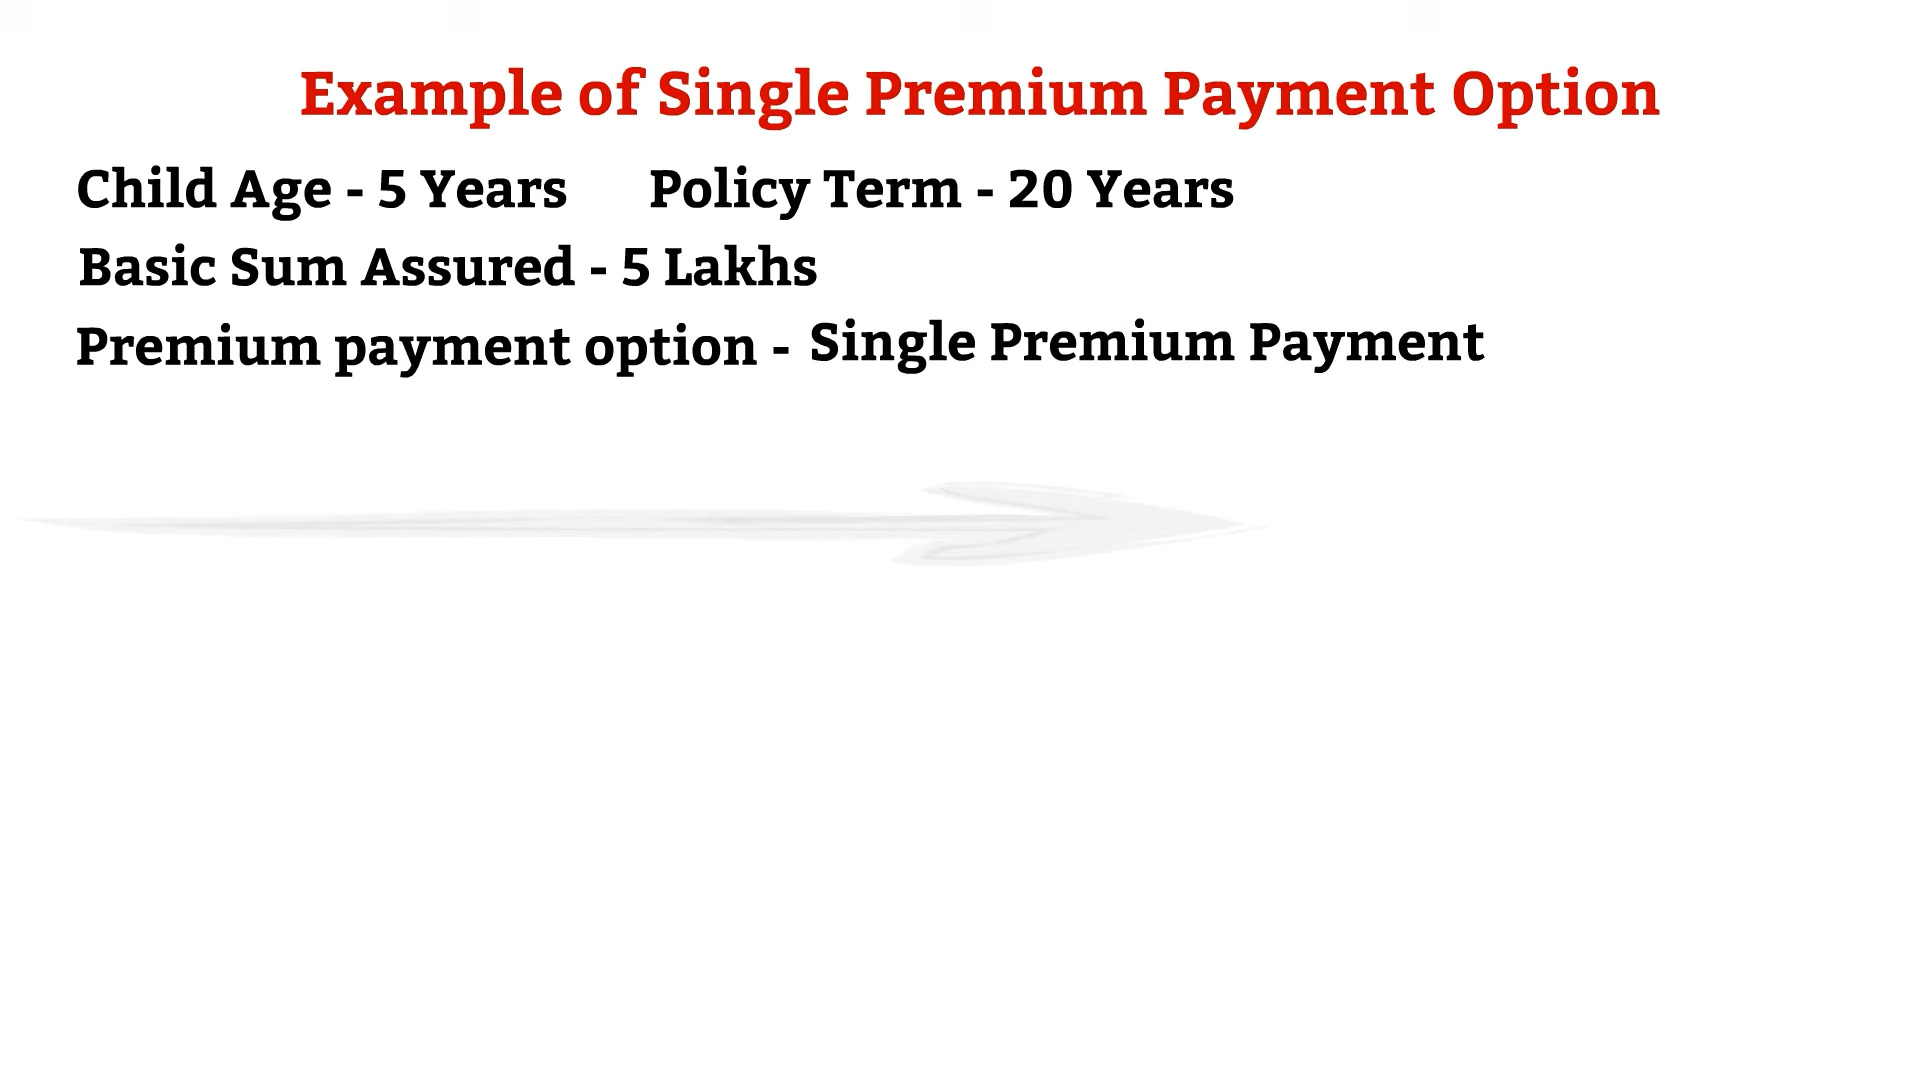 Example of Single Premium Payment Option
Child Age - 5 Years Policy Term - 20 Years
Basic Sum Assured - 5 Lakhs
Premium payment option - Single Premium Payment